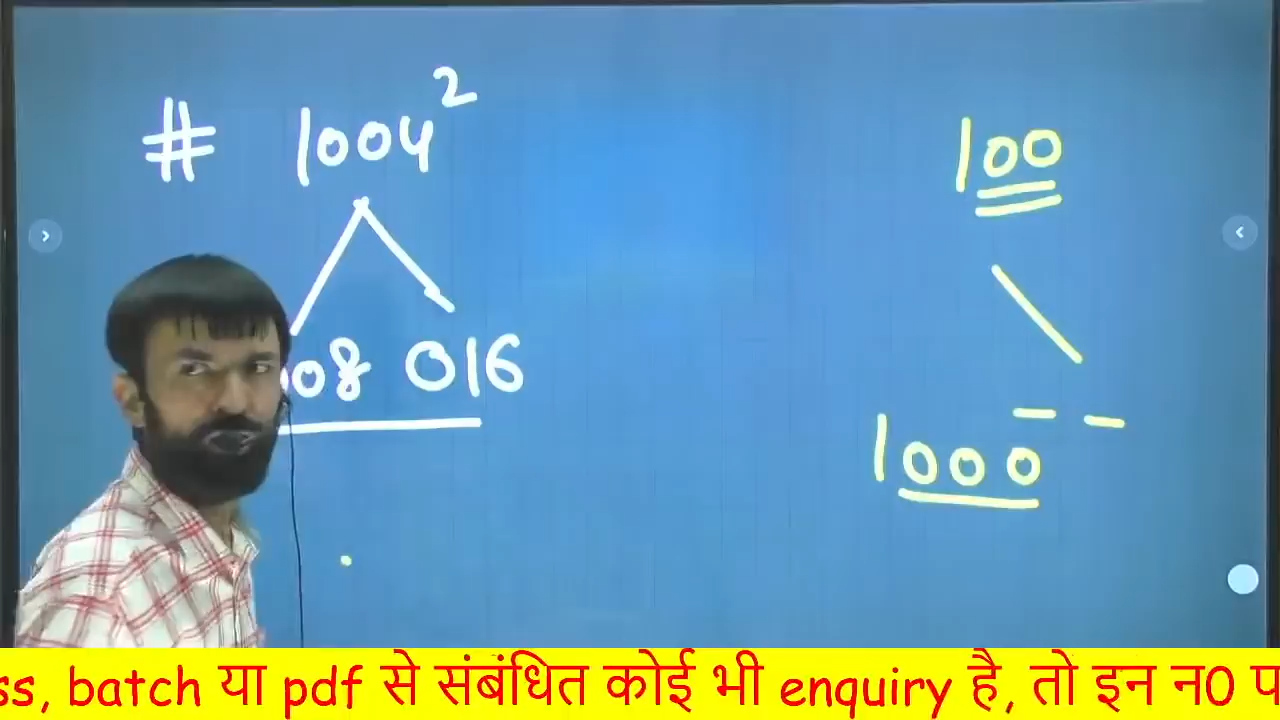 # 1004²
100
08 016
1000
ss, batch या pdf से संबंधित कोई भी enquiry है, तो इन न0 प